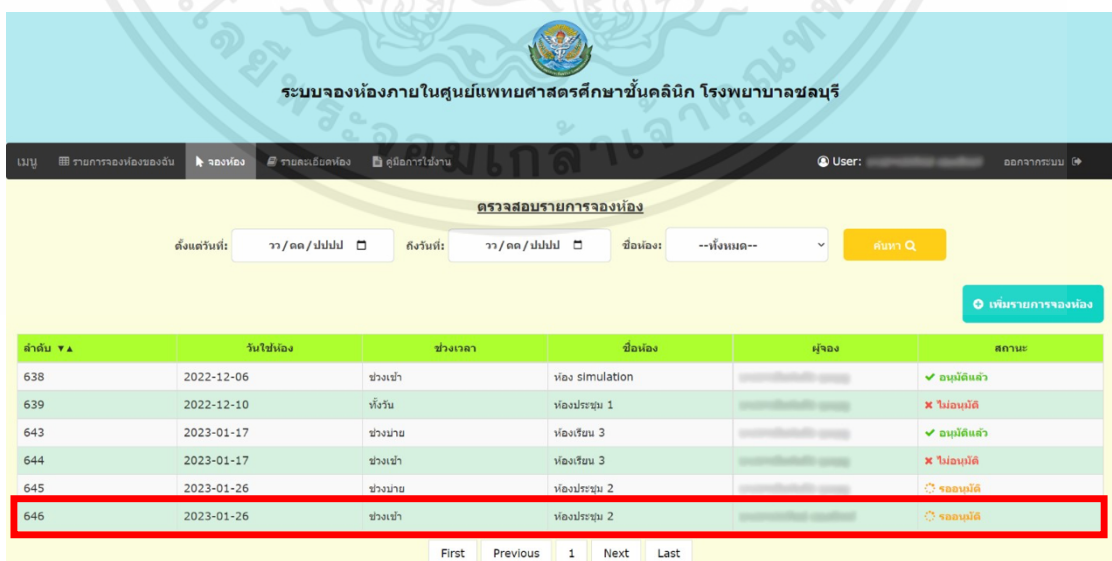 ระบบจองห้องภายในศูนย์แพทยศาสตรศึกษาชั้นคลินิก โรงพยาบาลชลบุรี
เมนู รายการจองห้องของฉัน จองห้อง รายละเอียดห้อง คู่มือการใช้งาน User: ออกจากระบบ
ตรวจสอบรายการจองห้อง
ตั้งแต่วันที่: วว/ดด/ปปปป ถึงวันที่: วว/ดด/ปปปป ชื่อห้อง: --ทั้งหมด-- ค้นหา
เพิ่มรายการจองห้อง
ลำดับ ▼▲ วันใช้ห้อง ช่วงเวลา ชื่อห้อง ผู้จอง สถานะ
638 2022-12-06 ช่วงเช้า ห้อง simulation ✔ อนุมัติแล้ว
639 2022-12-10 ทั้งวัน ห้องประชุม 1 ✖ ไม่อนุมัติ
643 2023-01-17 ช่วงบ่าย ห้องเรียน 3 ✔ อนุมัติแล้ว
644 2023-01-17 ช่วงเช้า ห้องเรียน 3 ✖ ไม่อนุมัติ
645 2023-01-26 ช่วงบ่าย ห้องประชุม 2 รออนุมัติ
646 2023-01-26 ช่วงเช้า ห้องประชุม 2 รออนุมัติ
First Previous 1 Next Last